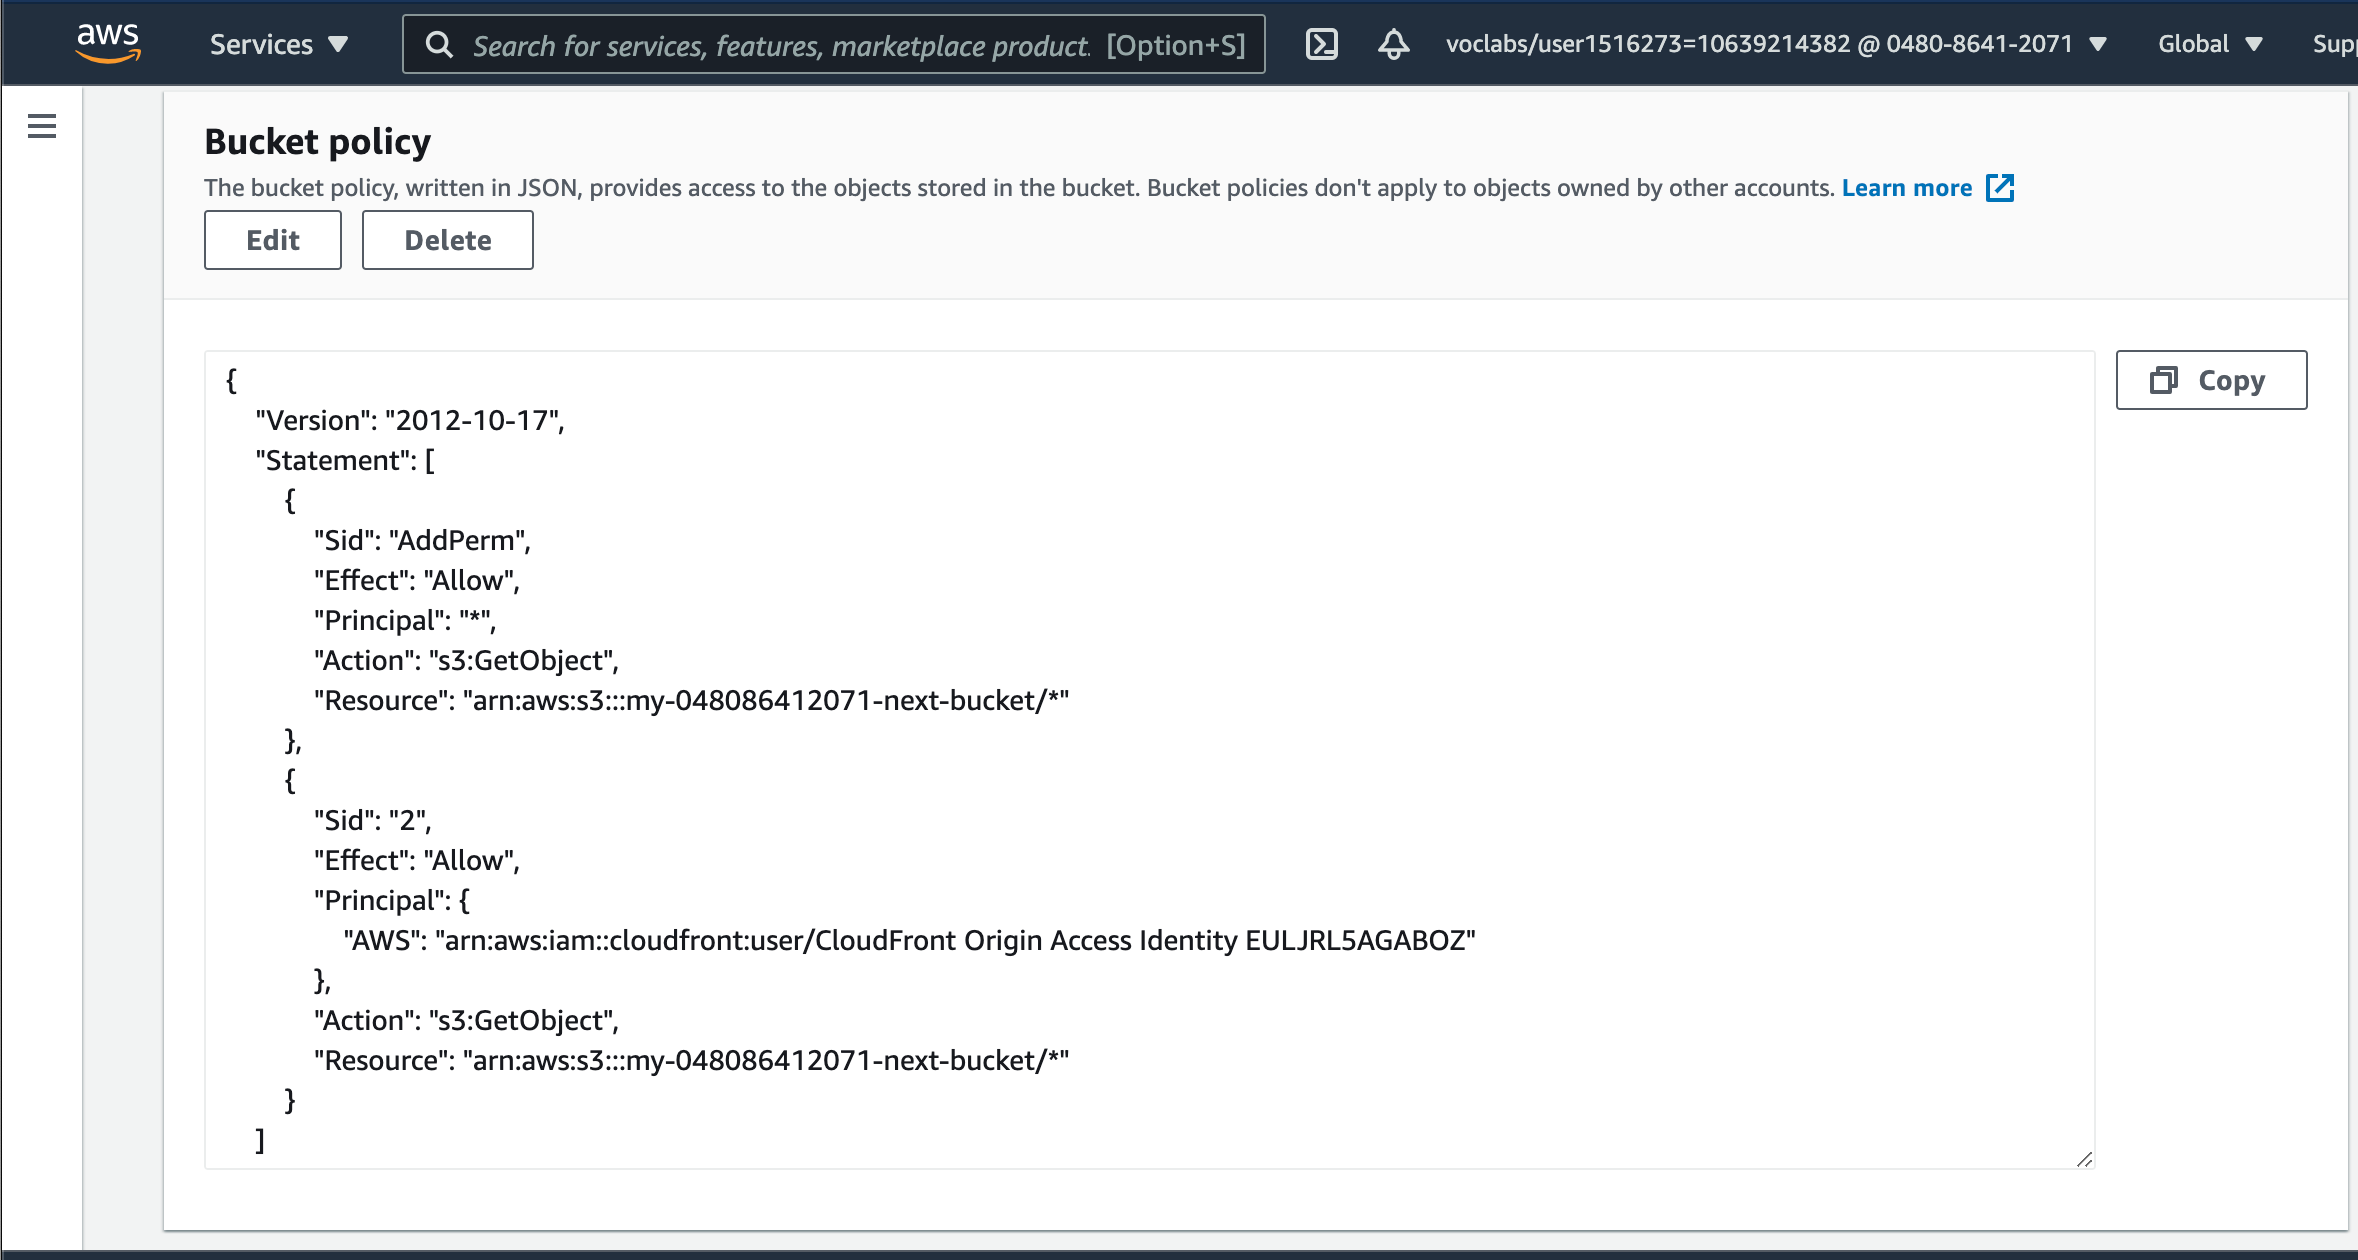 aws Services Search for services, features, marketplace product. [Option+S] voclabs/user1516273=10639214382 @ 0480-8641-2071 Global Sup
Bucket policy
The bucket policy, written in JSON, provides access to the objects stored in the bucket. Bucket policies don't apply to objects owned by other accounts. Learn more
Edit Delete
Copy
{
"Version": "2012-10-17",
"Statement": [
{
"Sid": "AddPerm",
"Effect": "Allow",
"Principal": "*",
"Action": "s3:GetObject",
"Resource": "arn:aws:s3:::my-048086412071-next-bucket/*"
},
{
"Sid": "2",
"Effect": "Allow",
"Principal": {
"AWS": "arn:aws:iam::cloudfront:user/CloudFront Origin Access Identity EULJRL5AGABOZ"
},
"Action": "s3:GetObject",
"Resource": "arn:aws:s3:::my-048086412071-next-bucket/*"
}
]